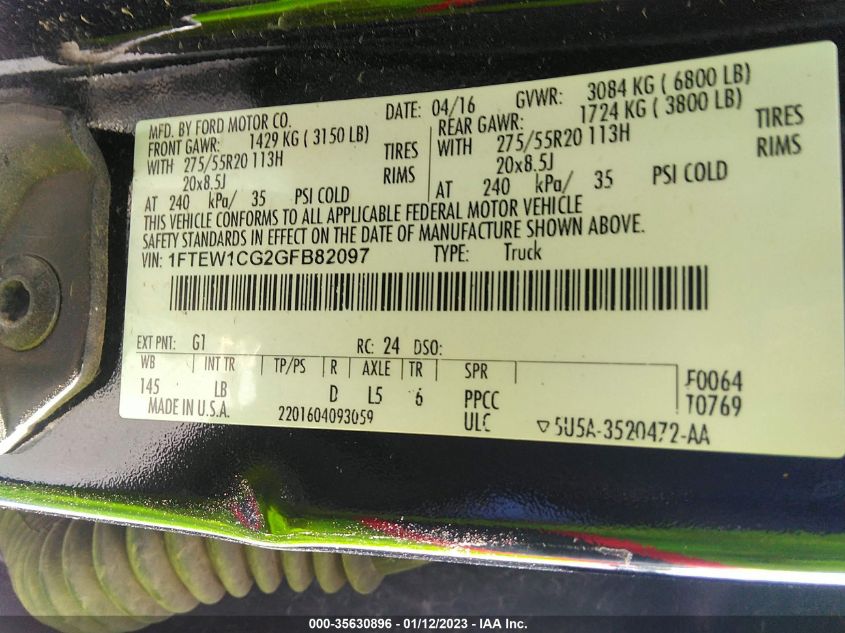 MFD. BY FORD MOTOR CO.
DATE: 04/16 GVWR: 3084 KG ( 6800 LB)
FRONT GAWR: 1429 KG ( 3150 LB)
REAR GAWR: 1724 KG ( 3800 LB)
WITH 275/55R20 113H TIRES
WITH 275/55R20 113H TIRES
20x8.5J RIMS
20x8.5J RIMS
AT 240 kPa/ 35 PSI COLD
AT 240 kPa/ 35 PSI COLD
THIS VEHICLE CONFORMS TO ALL APPLICABLE FEDERAL MOTOR VEHICLE
SAFETY STANDARDS IN EFFECT ON THE DATE OF MANUFACTURE SHOWN ABOVE.
VIN: 1FTEW1CG2GFB82097 TYPE: Truck
EXT PNT: G1 RC: 24 DSO:
WB INT TR TP/PS R AXLE TR SPR
145 LB D L5 6 PPCC
F0064
T0769
MADE IN U.S.A. 2201604093059 ULC ▽ 5U5A-3520472-AA
000-35630896 - 01/12/2023 - IAA Inc.